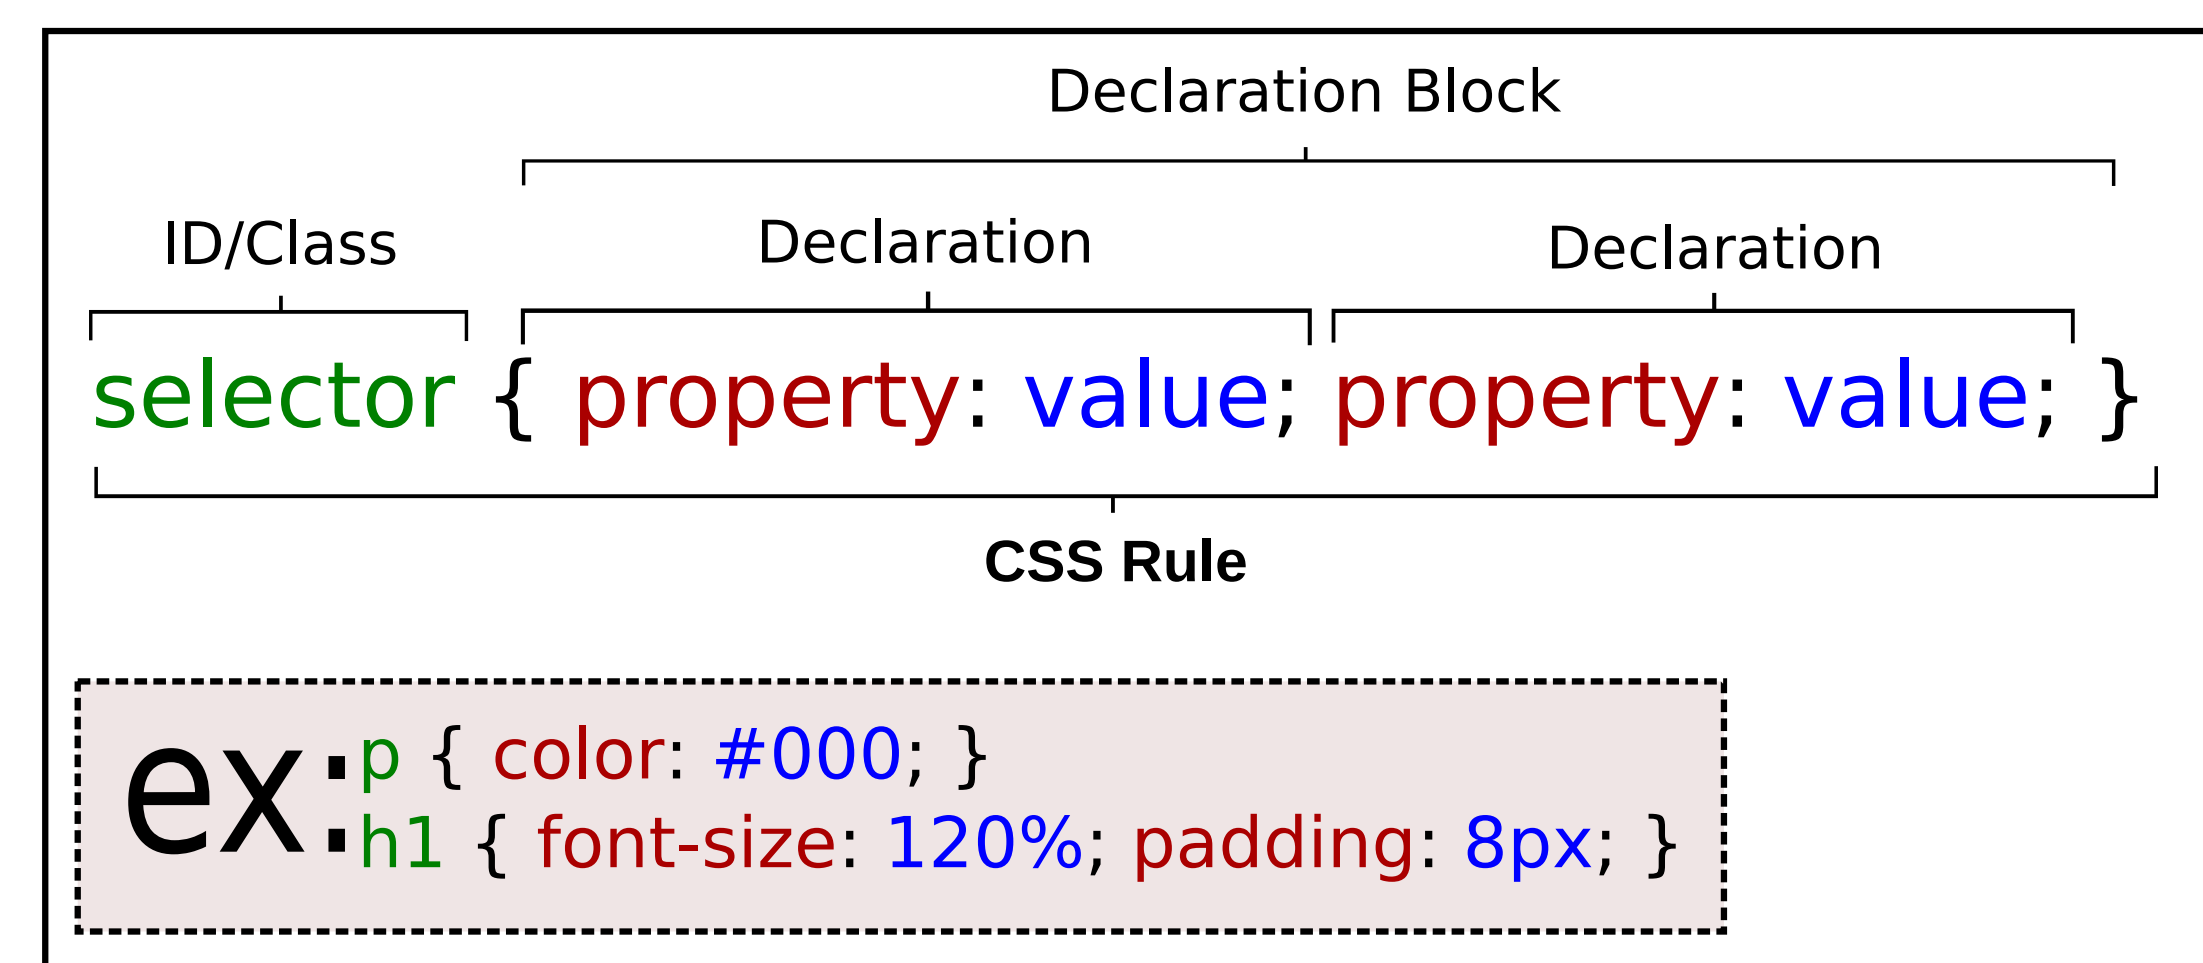 Declaration Block
ID/Class Declaration Declaration
selector { property: value; property: value; }
CSS Rule
ex:
p { color: #000; }
h1 { font-size: 120%; padding: 8px; }